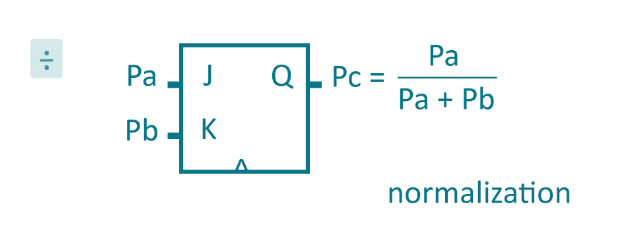 ÷
Pa J Q Pc = Pa / Pa + Pb
Pb K
^
normalization